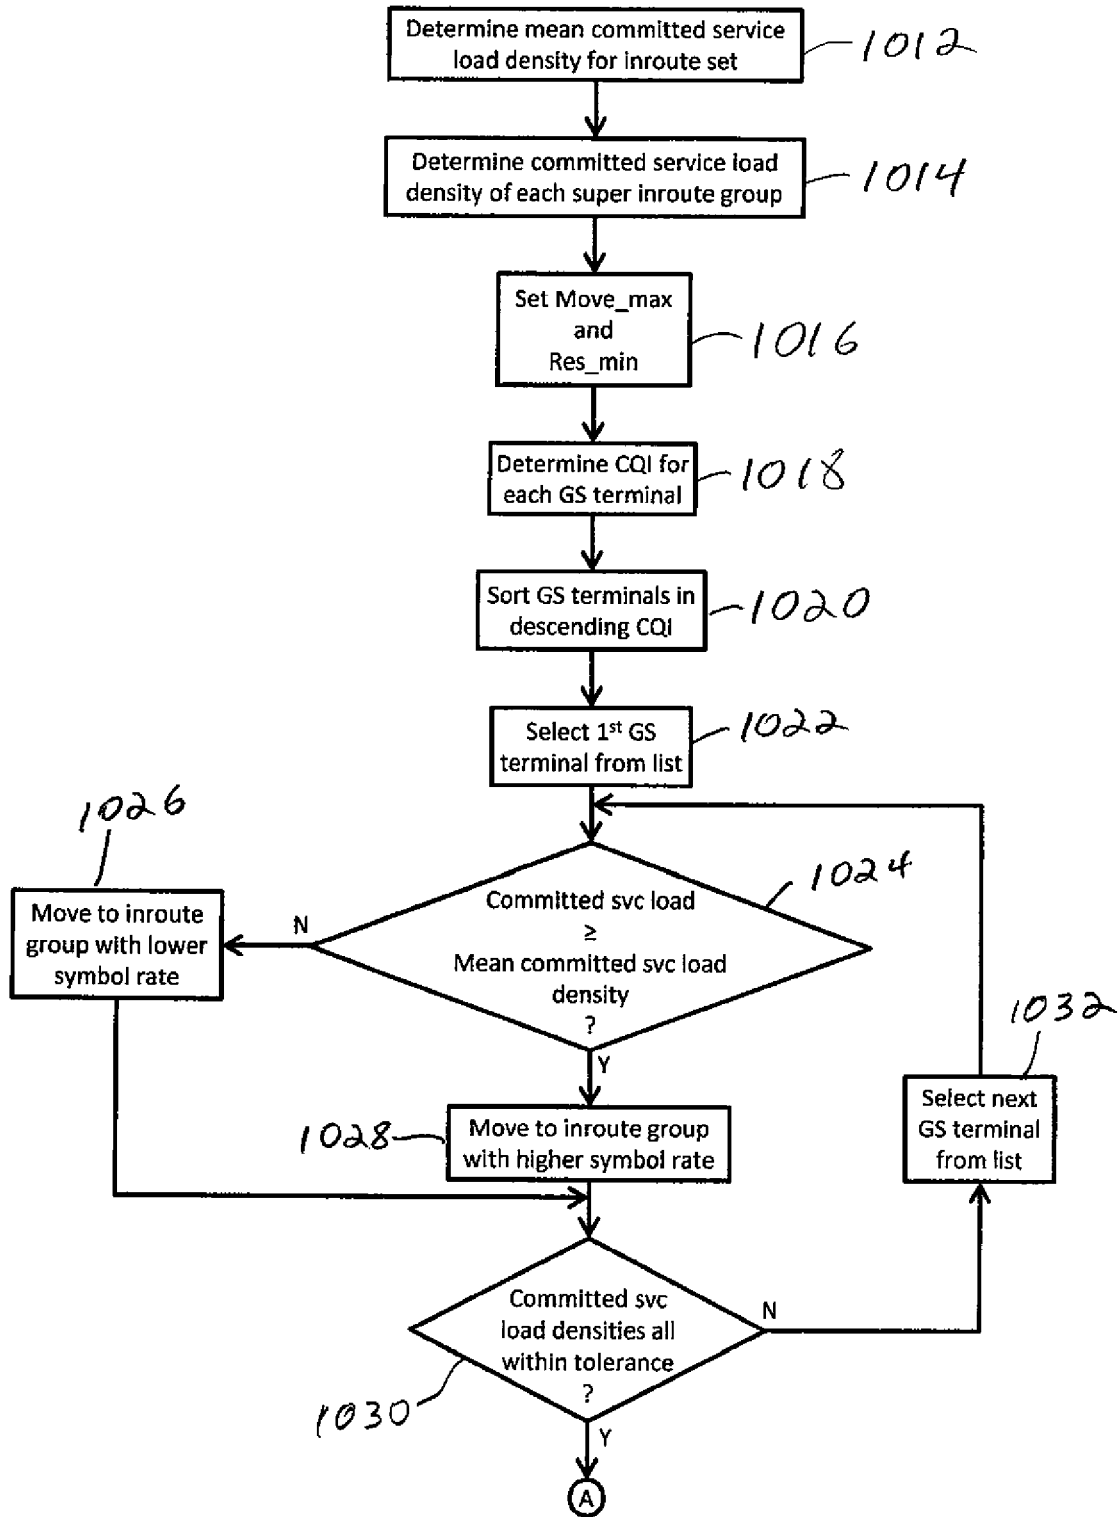 Determine mean committed service
load density for inroute set
1012
Determine committed service load
density of each super inroute group
1014
Set Move_max
and
Res_min
1016
Determine CQI for
each GS terminal
1018
Sort GS terminals in
descending CQI
1020
Select 1st GS
terminal from list
1022
1026
Move to inroute
group with lower
symbol rate
N
Committed svc load
≥
Mean committed svc load
density
?
1024
Y
1028
Move to inroute group
with higher symbol rate
1032
Select next
GS terminal
from list
Committed svc
load densities all
within tolerance
?
N
1030
Y
A